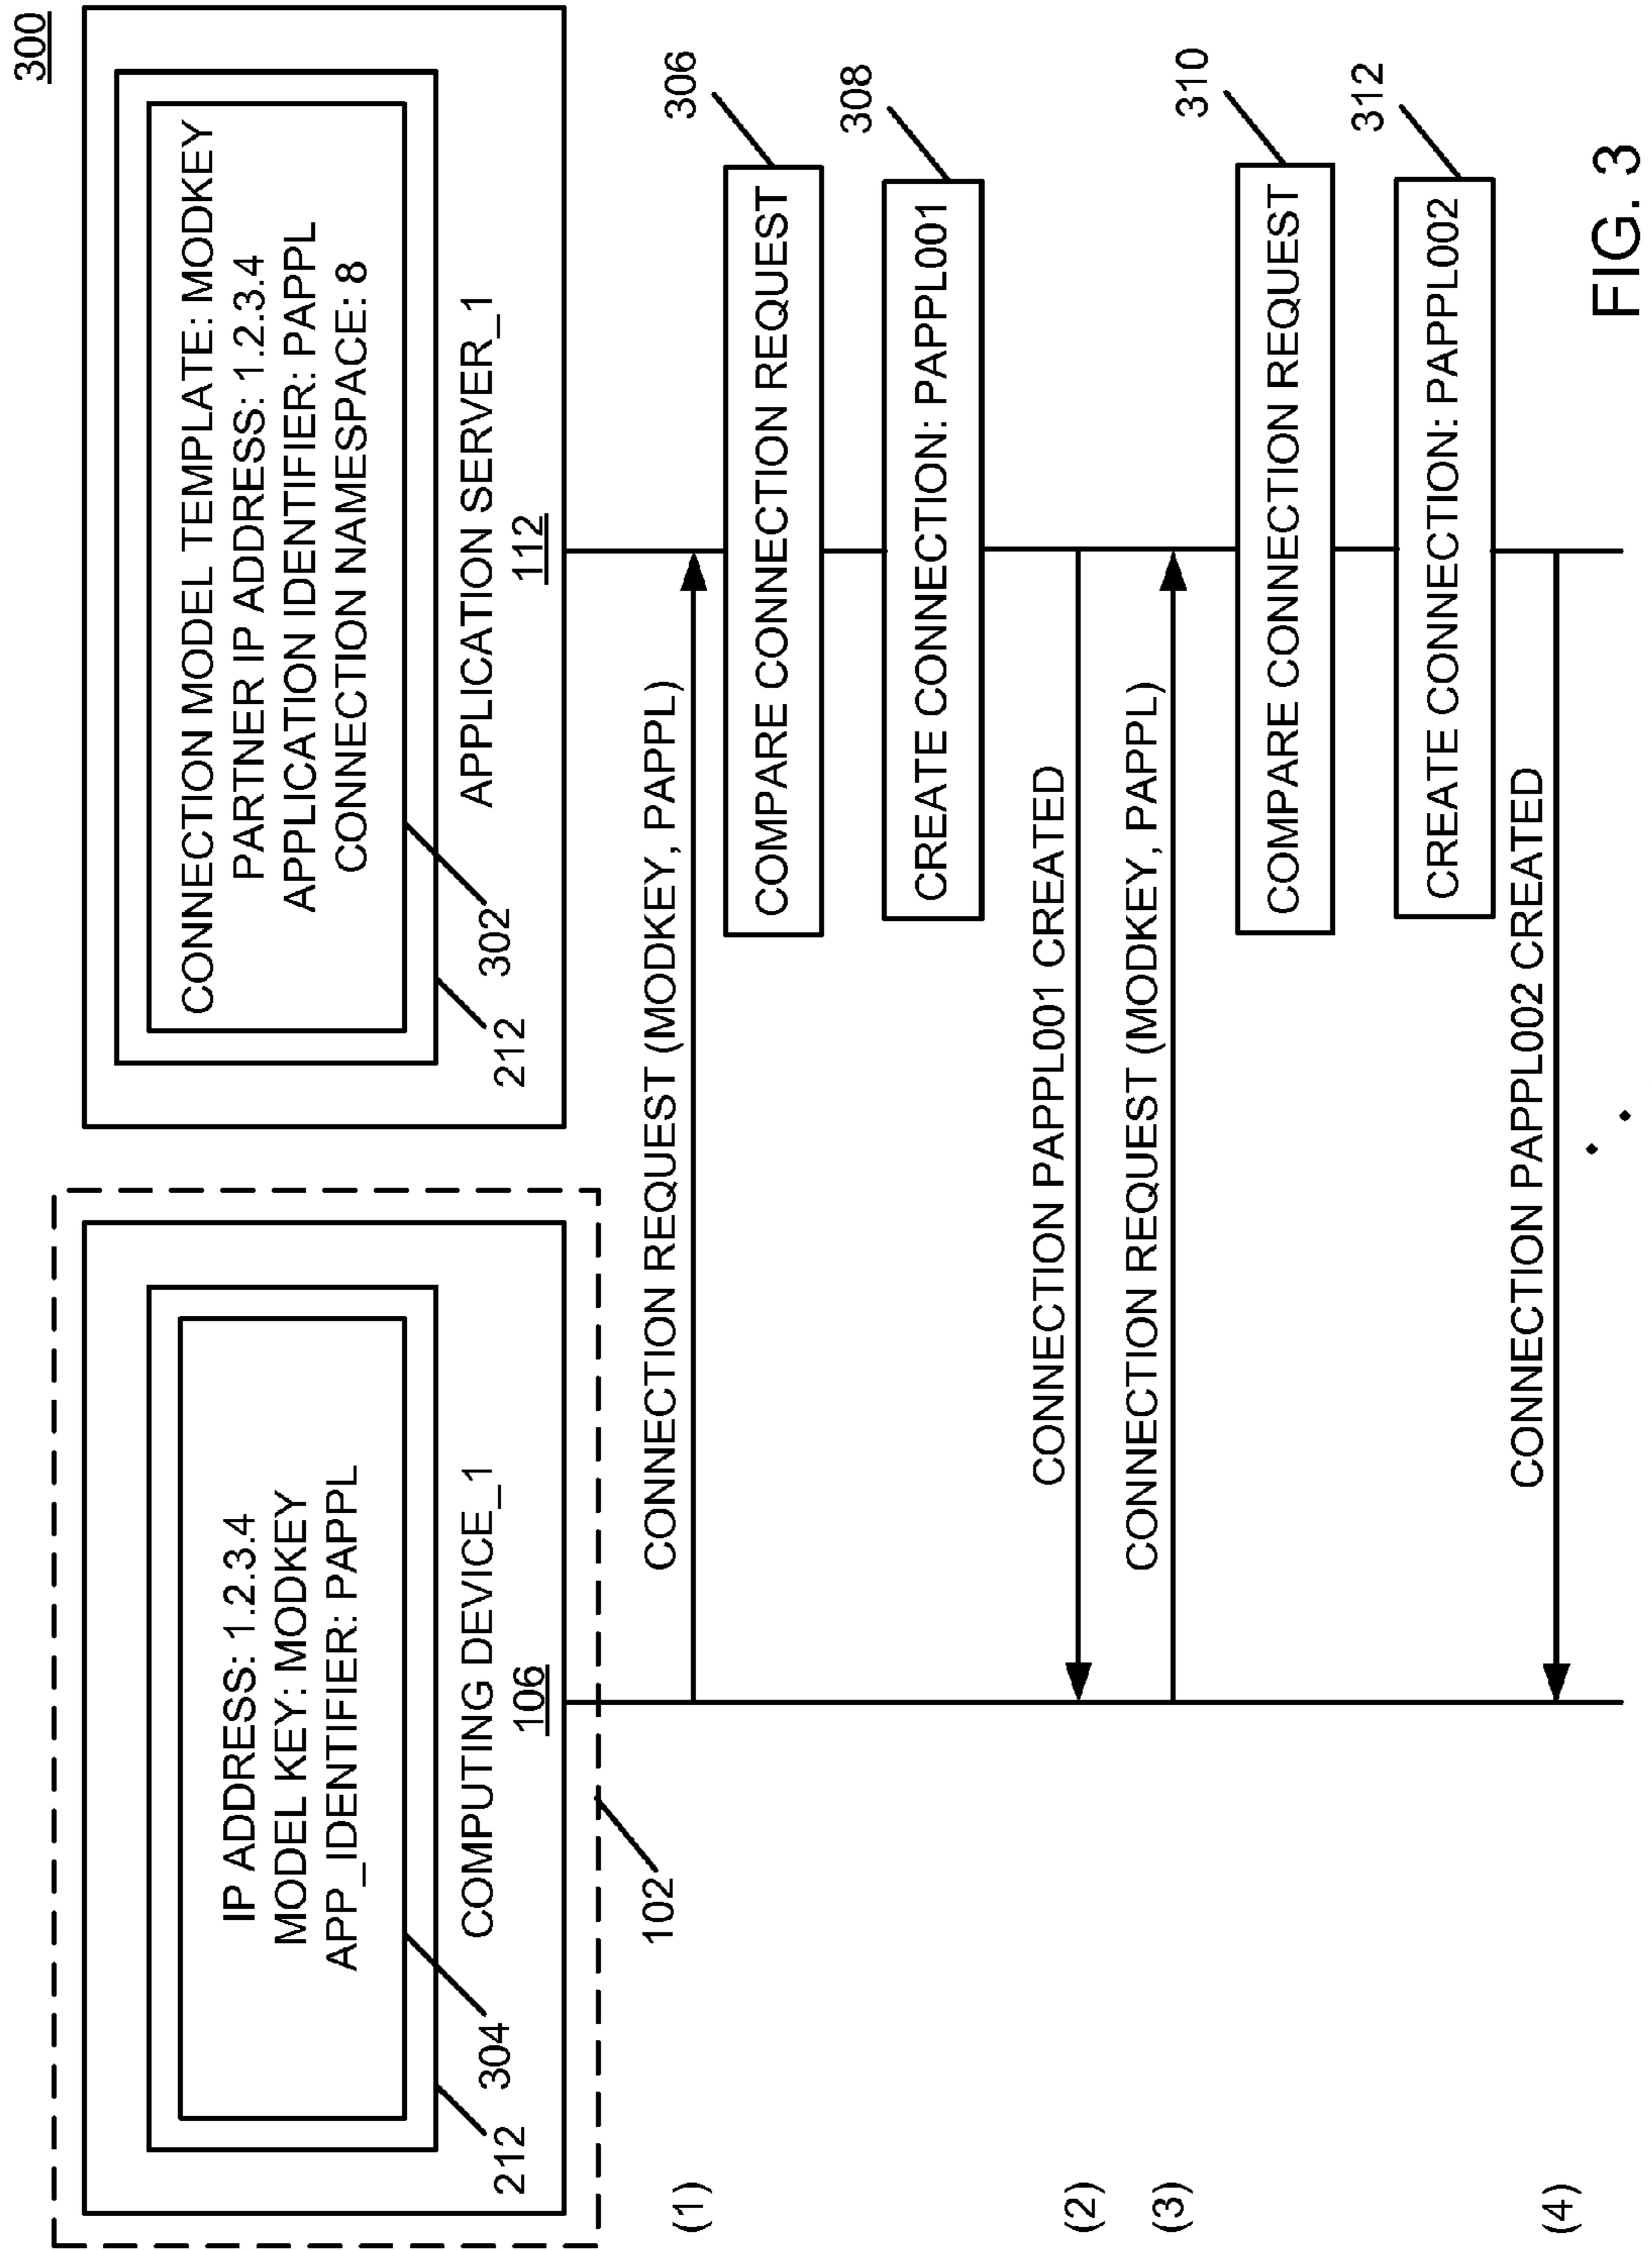 300
IP ADDRESS: 1.2.3.4
MODEL KEY: MODKEY
APP_IDENTIFIER: PAPPL
304
212
COMPUTING DEVICE_1
106
102
CONNECTION MODEL TEMPLATE: MODKEY
PARTNER IP ADDRESS: 1.2.3.4
APPLICATION IDENTIFIER: PAPPL
CONNECTION NAMESPACE: 8
302
212
APPLICATION SERVER_1
112
(1)
CONNECTION REQUEST (MODKEY, PAPPL)
COMPARE CONNECTION REQUEST
306
CREATE CONNECTION: PAPPL001
308
(2)
CONNECTION PAPPL001 CREATED
(3)
CONNECTION REQUEST (MODKEY, PAPPL)
COMPARE CONNECTION REQUEST
310
CREATE CONNECTION: PAPPL002
312
(4)
CONNECTION PAPPL002 CREATED
FIG. 3